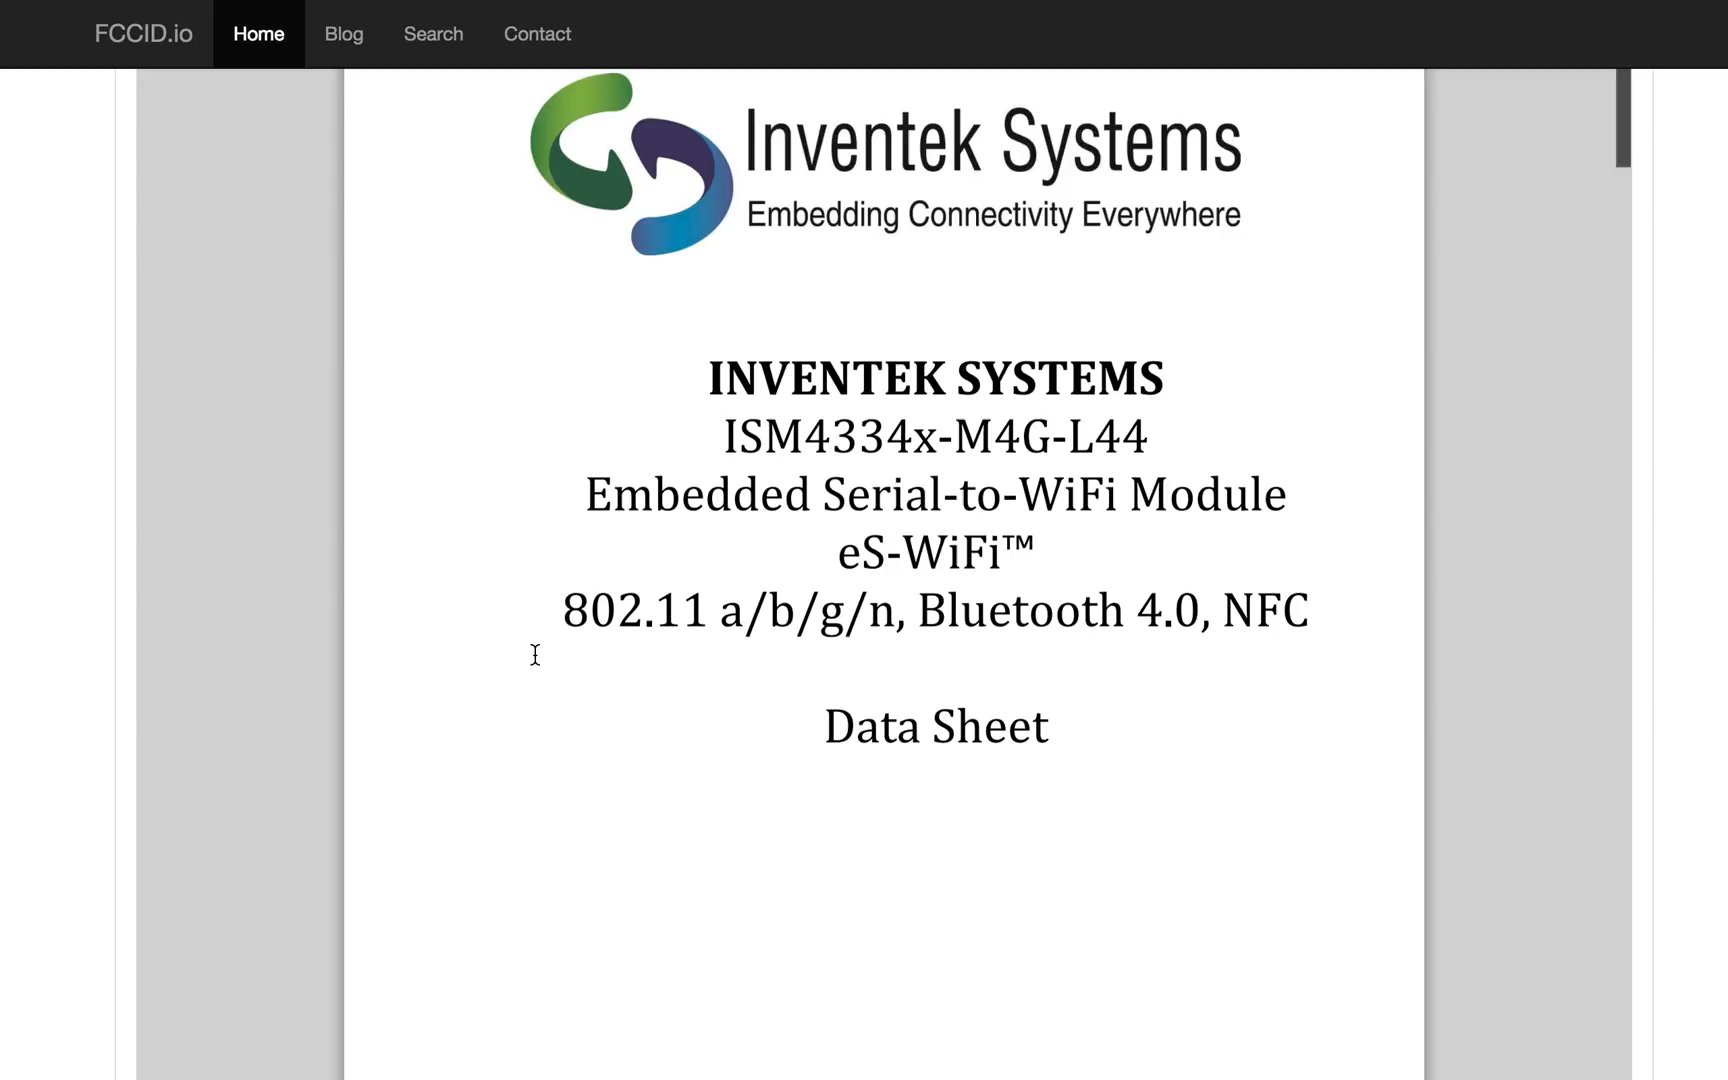 FCCID.io Home Blog Search Contact
Inventek Systems
Embedding Connectivity Everywhere
INVENTEK SYSTEMS
ISM4334x-M4G-L44
Embedded Serial-to-WiFi Module
eS-WiFi™
802.11 a/b/g/n, Bluetooth 4.0, NFC
Data Sheet